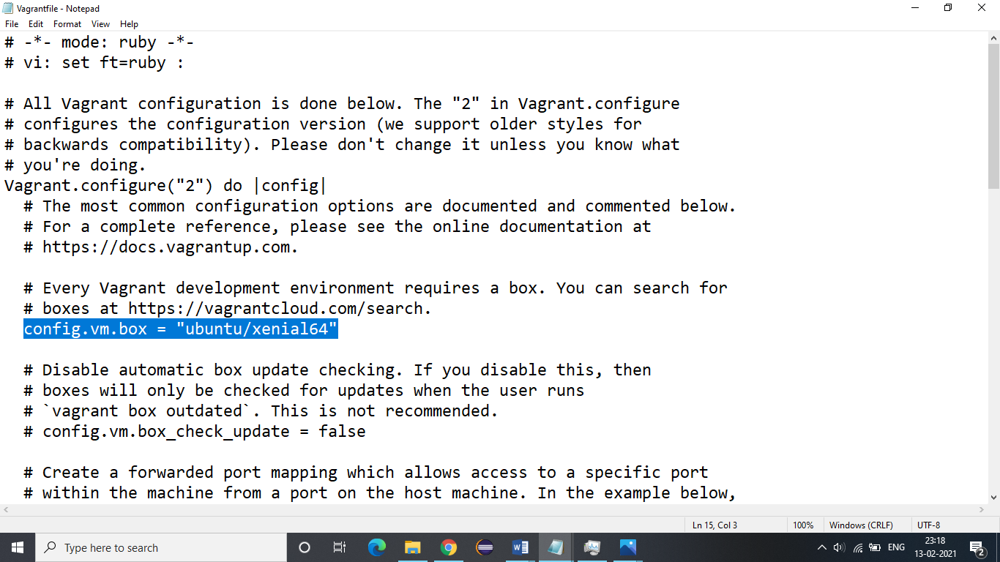 Vagrantfile - Notepad
File Edit Format View Help
# -*- mode: ruby -*-
# vi: set ft=ruby :
# All Vagrant configuration is done below. The "2" in Vagrant.configure
# configures the configuration version (we support older styles for
# backwards compatibility). Please don't change it unless you know what
# you're doing.
Vagrant.configure("2") do |config|
  # The most common configuration options are documented and commented below.
  # For a complete reference, please see the online documentation at
  # https://docs.vagrantup.com.
  # Every Vagrant development environment requires a box. You can search for
  # boxes at https://vagrantcloud.com/search.
  config.vm.box = "ubuntu/xenial64"
  # Disable automatic box update checking. If you disable this, then
  # boxes will only be checked for updates when the user runs
  # `vagrant box outdated`. This is not recommended.
  # config.vm.box_check_update = false
  # Create a forwarded port mapping which allows access to a specific port
  # within the machine from a port on the host machine. In the example below,
Ln 15, Col 3 100% Windows (CRLF) UTF-8
Type here to search
ENG
23:18
13-02-2021
2